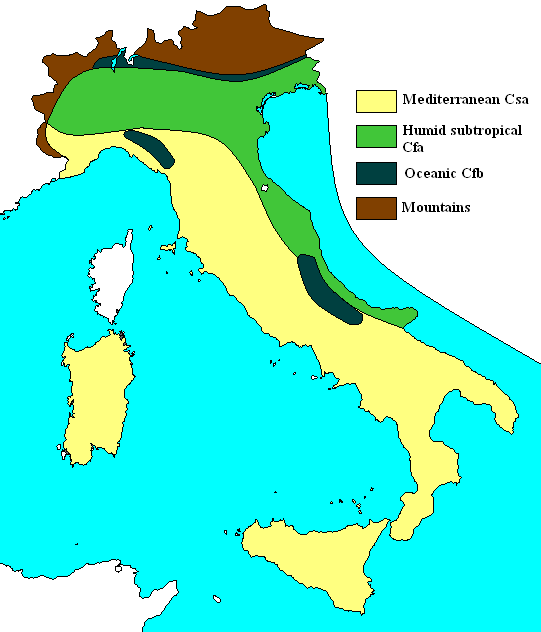 Mediterranean Csa
Humid subtropical
Cfa
Oceanic Cfb
Mountains